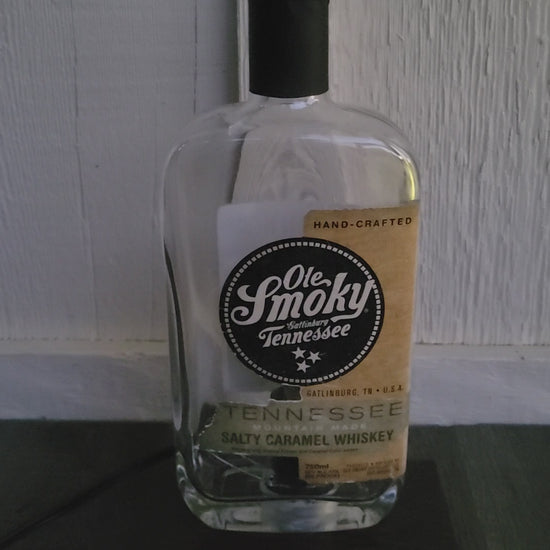 HAND-CRAFTED
Ole
Smoky
Gatlinburg
Tennessee
GATLINBURG, TN • U.S.A.
TENNESSEE
MOUNTAIN MADE
SALTY CARAMEL WHISKEY
750ml